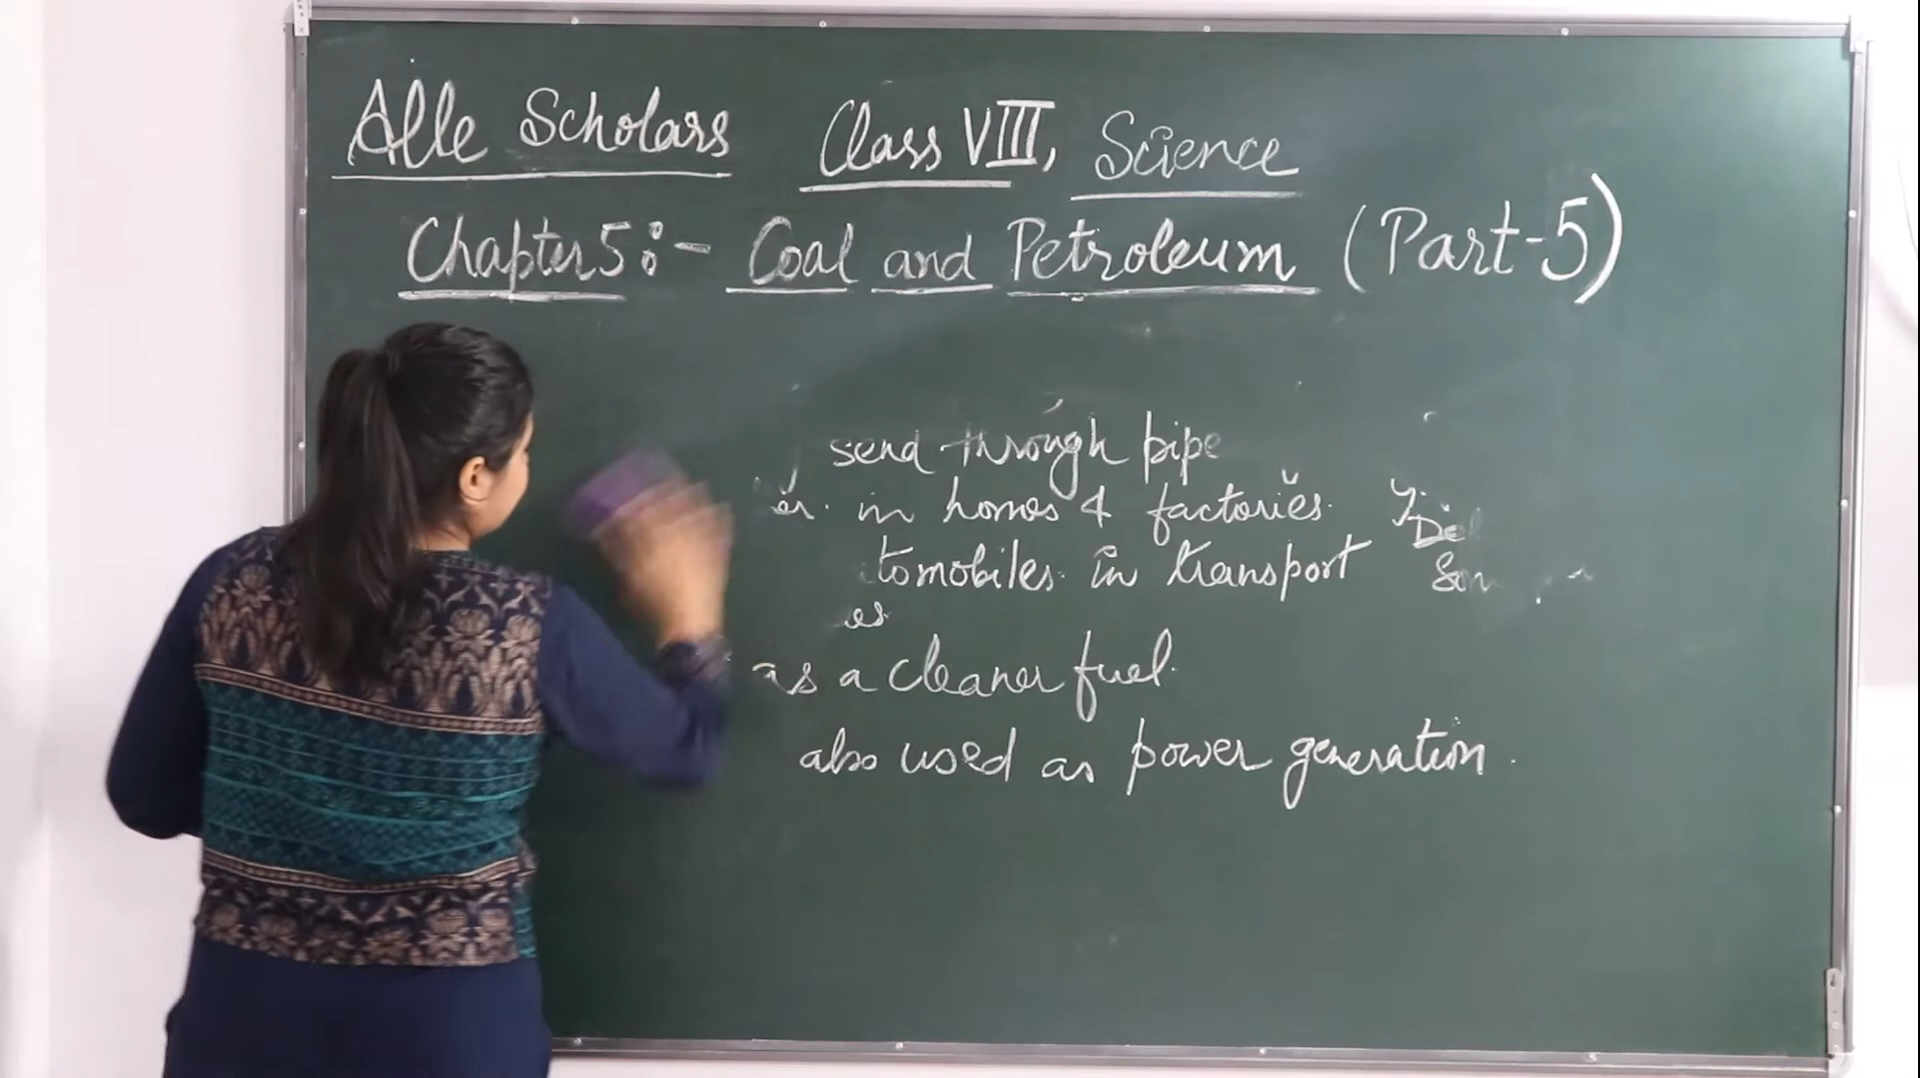 Alle Scholars Class VIII, Science
Chapter 5:- Coal and Petroleum (Part-5)
send through pipe
in homes & factories.
tomobiles in transport
es
as a cleaner fuel.
also used as power generation.